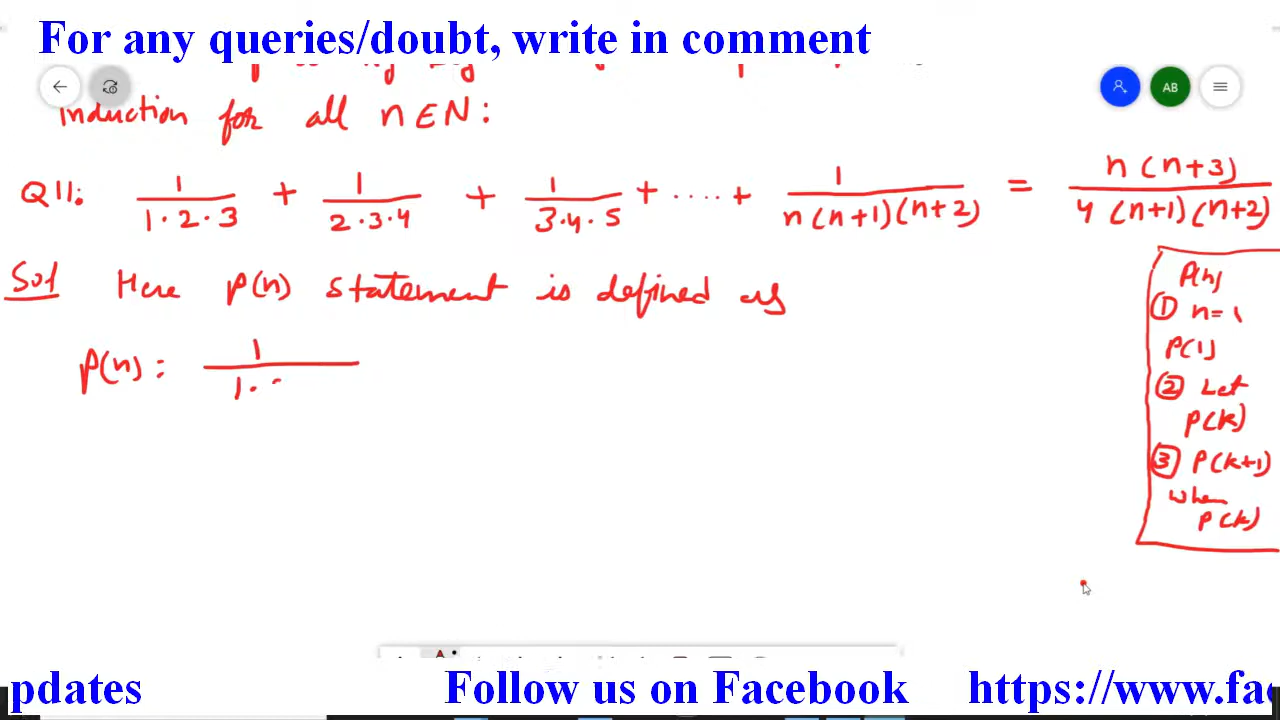 For any queries/doubt, write in comment
AB
induction for all n ∈ N :
Q11: 1/(1·2·3) + 1/(2·3·4) + 1/(3·4·5) + ..... + 1/(n(n+1)(n+2)) = n(n+3)/(4(n+1)(n+2))
Sol Here P(n) statement is defined as
P(n) : 1/(1·
P(n)
① n=1
P(1)
② Let
P(k)
③ P(k+1)
when
P(k)
pdates Follow us on Facebook https://www.fa